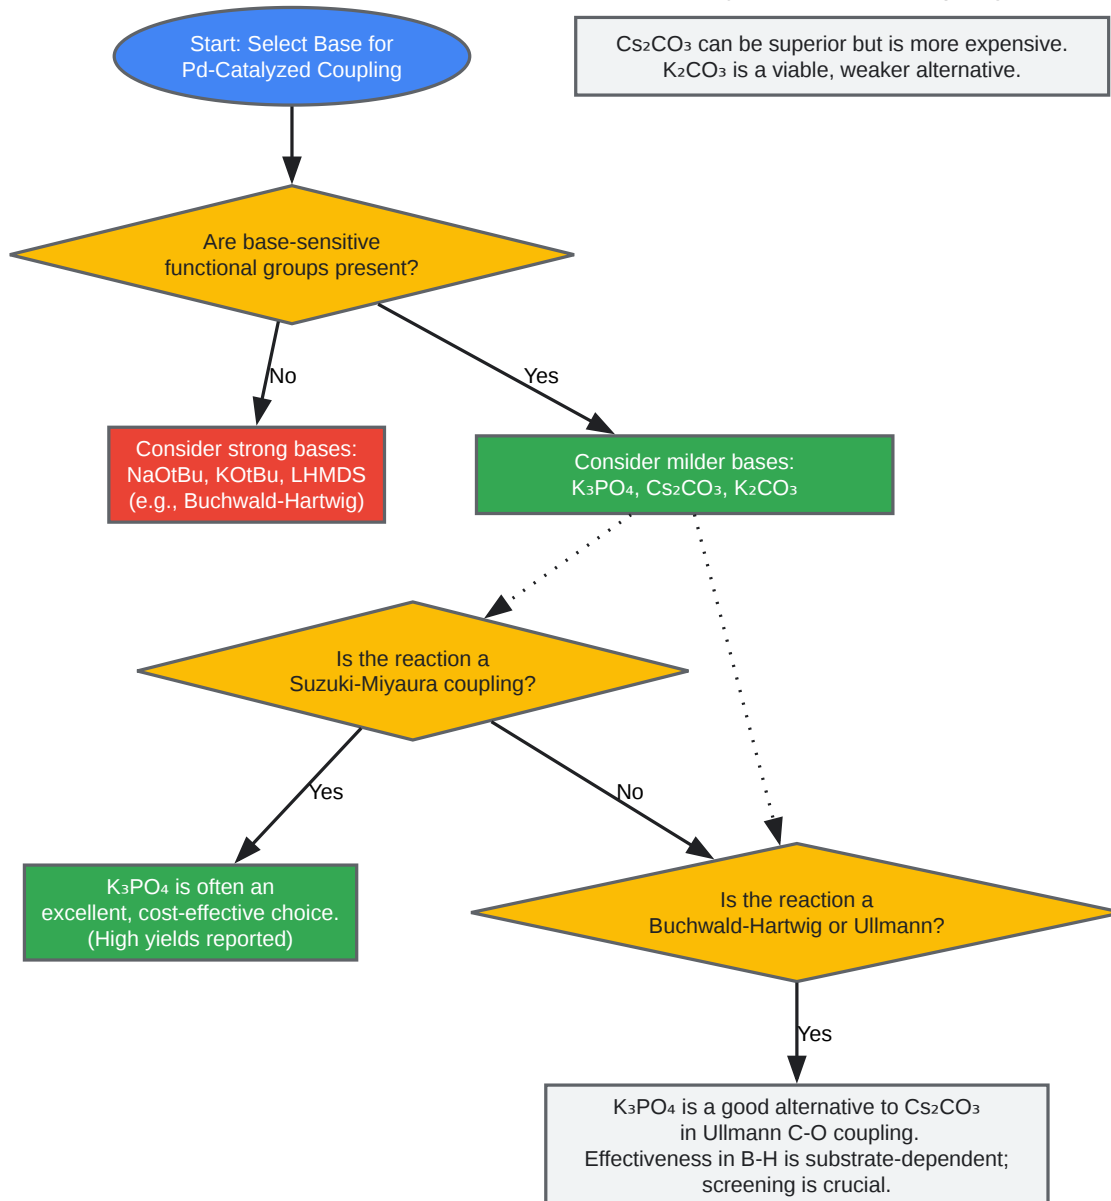 Start: Select Base for
Pd-Catalyzed Coupling
Cs₂CO₃ can be superior but is more expensive.
K₂CO₃ is a viable, weaker alternative.
Are base-sensitive
functional groups present?
No
Yes
Consider strong bases:
NaOtBu, KOtBu, LHMDS
(e.g., Buchwald-Hartwig)
Consider milder bases:
K₃PO₄, Cs₂CO₃, K₂CO₃
Is the reaction a
Suzuki-Miyaura coupling?
Yes
No
K₃PO₄ is often an
excellent, cost-effective choice.
(High yields reported)
Is the reaction a
Buchwald-Hartwig or Ullmann?
Yes
K₃PO₄ is a good alternative to Cs₂CO₃
in Ullmann C-O coupling.
Effectiveness in B-H is substrate-dependent;
screening is crucial.